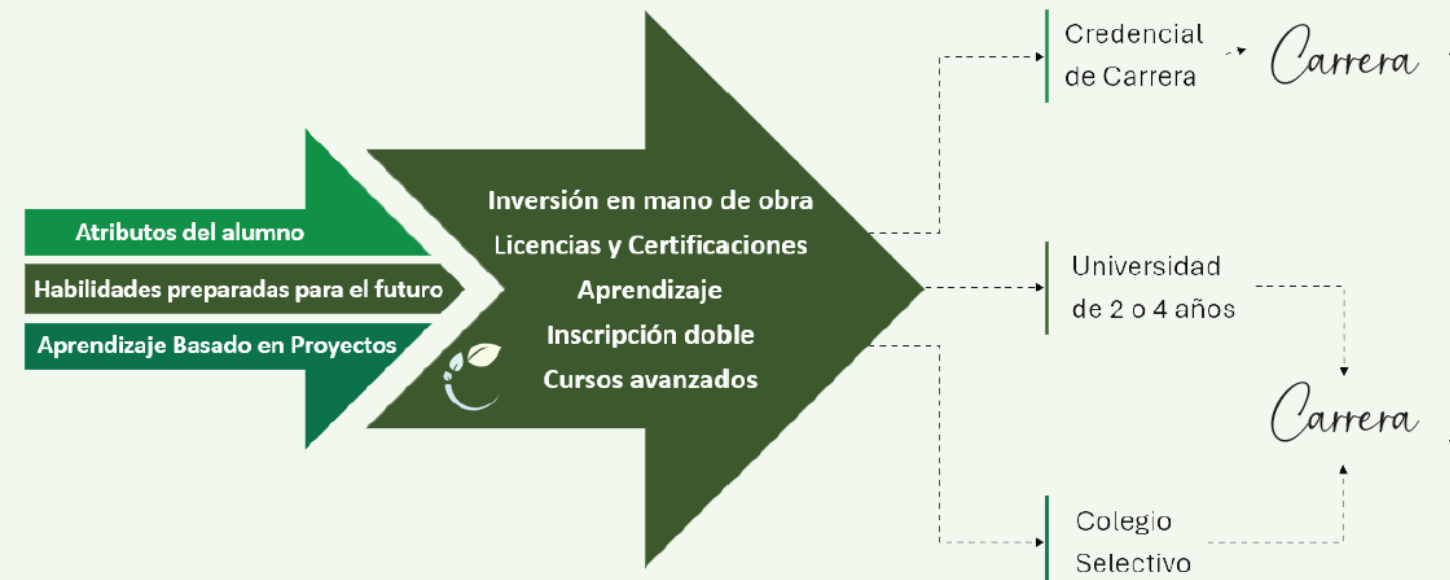 Atributos del alumno
Habilidades preparadas para el futuro
Aprendizaje Basado en Proyectos
Inversión en mano de obra
Licencias y Certificaciones
Aprendizaje
Inscripción doble
Cursos avanzados
Credencial
de Carrera
Carrera
Universidad
de 2 o 4 años
Carrera
Colegio
Selectivo